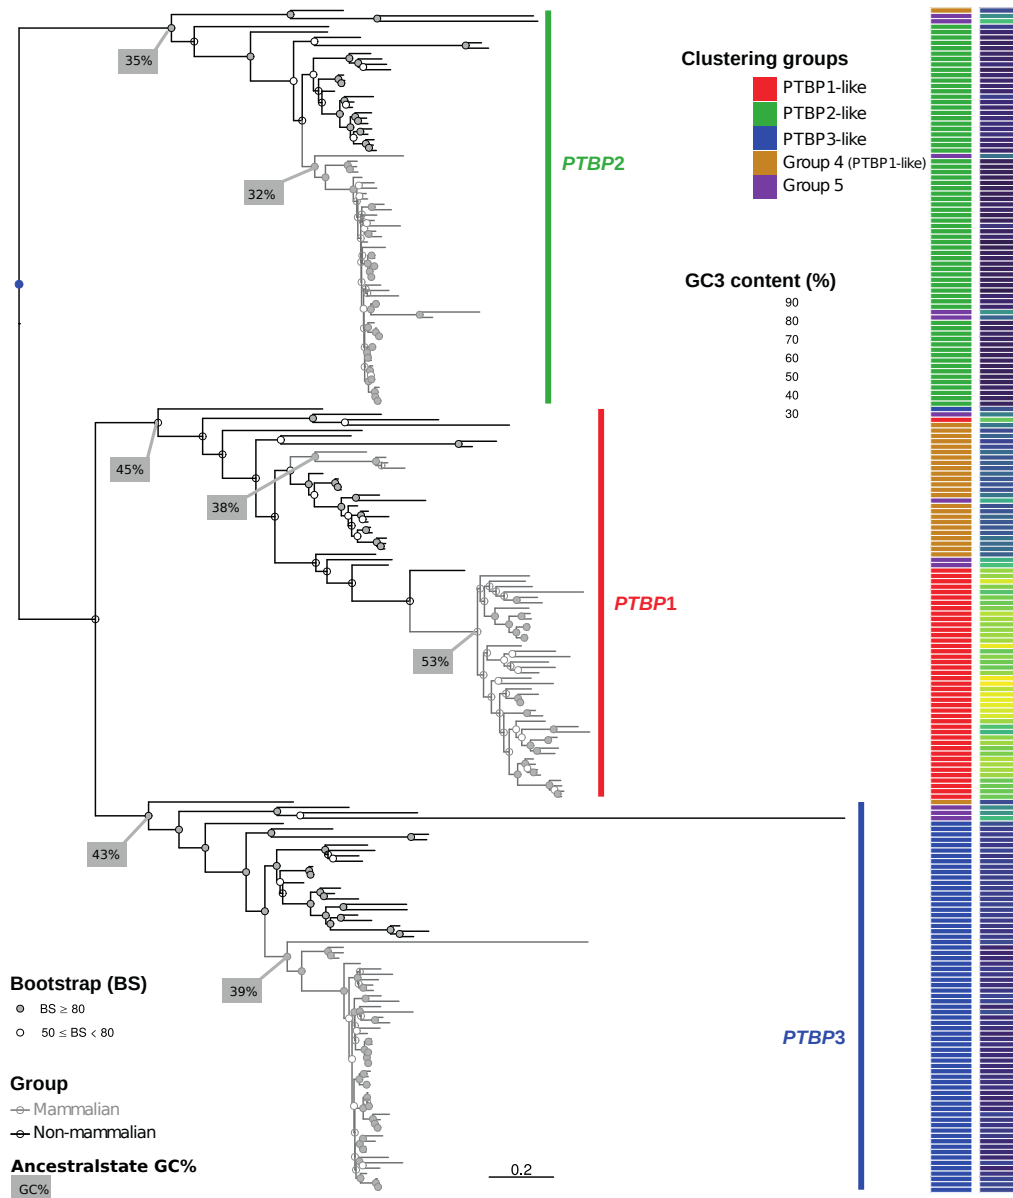 35%
Clustering groups
PTBP1-like
PTBP2-like
PTBP3-like
Group 4 (PTBP1-like)
Group 5
PTBP2
32%
GC3 content (%)
90
80
70
60
50
40
30
45%
38%
PTBP1
53%
43%
39%
Bootstrap (BS)
BS ≥ 80
50 ≤ BS < 80
PTBP3
Group
Mammalian
Non-mammalian
Ancestralstate GC%
GC%
0.2